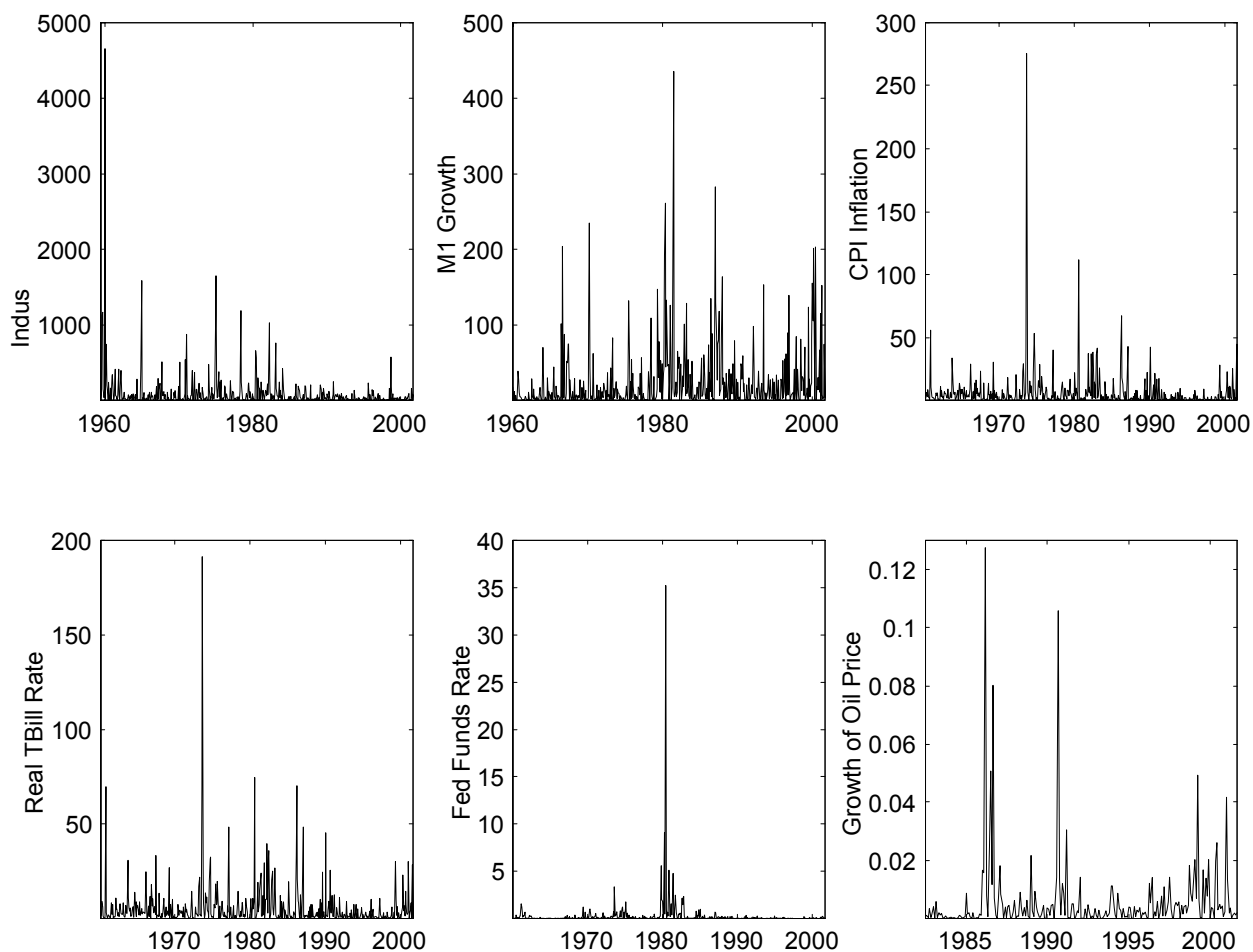 Indus
5000
4000
3000
2000
1000
1960 1980 2000
M1 Growth
500
400
300
200
100
1960 1980 2000
CPI Inflation
300
250
200
150
100
50
1970 1980 1990 2000
Real TBill Rate
200
150
100
50
1970 1980 1990 2000
Fed Funds Rate
40
35
30
25
20
15
10
5
1970 1980 1990 2000
Growth of Oil Price
0.12
0.1
0.08
0.06
0.04
0.02
1985 1990 1995 2000